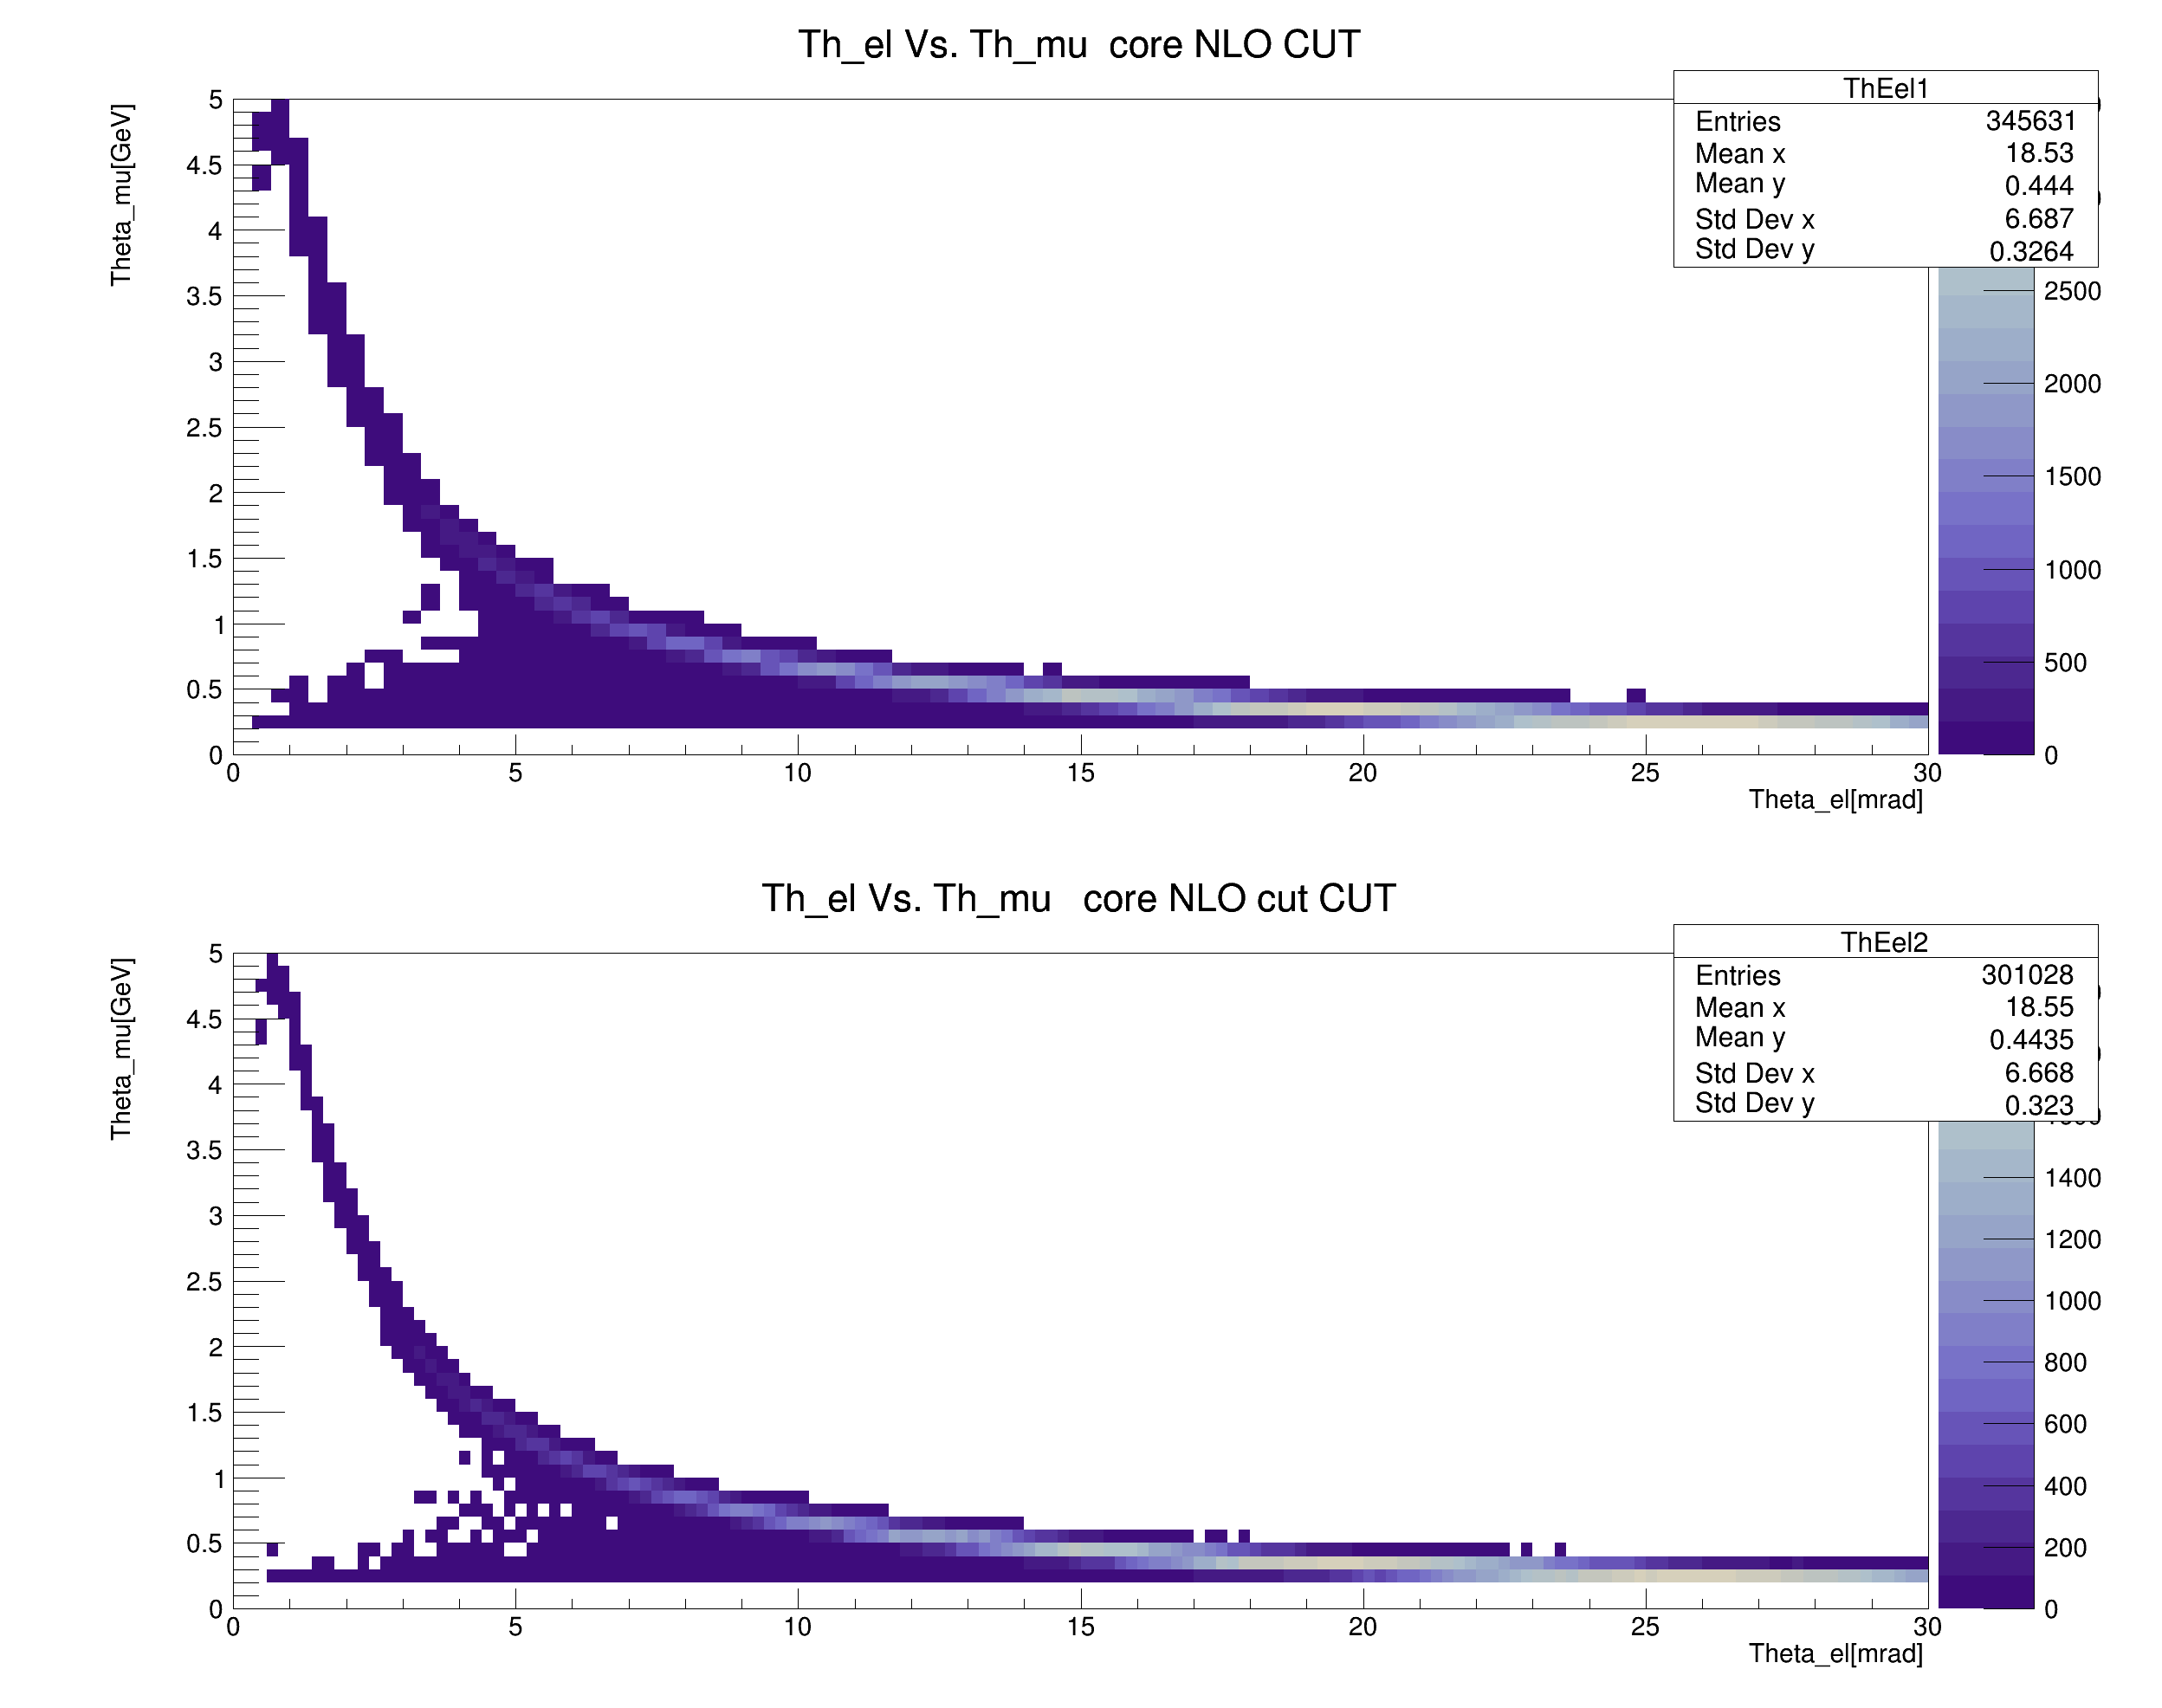 Th_el Vs. Th_mu  core NLO CUT
ThEel1
Entries 345631
Mean x 18.53
Mean y 0.444
Std Dev x 6.687
Std Dev y 0.3264
Theta_mu[GeV]
5
4.5
4
3.5
3
2.5
2
1.5
1
0.5
0
0 5 10 15 20 25 30
Theta_el[mrad]
2500
2000
1500
1000
500
0
Th_el Vs. Th_mu   core NLO cut CUT
ThEel2
Entries 301028
Mean x 18.55
Mean y 0.4435
Std Dev x 6.668
Std Dev y 0.323
Theta_mu[GeV]
5
4.5
4
3.5
3
2.5
2
1.5
1
0.5
0
0 5 10 15 20 25 30
Theta_el[mrad]
1400
1200
1000
800
600
400
200
0